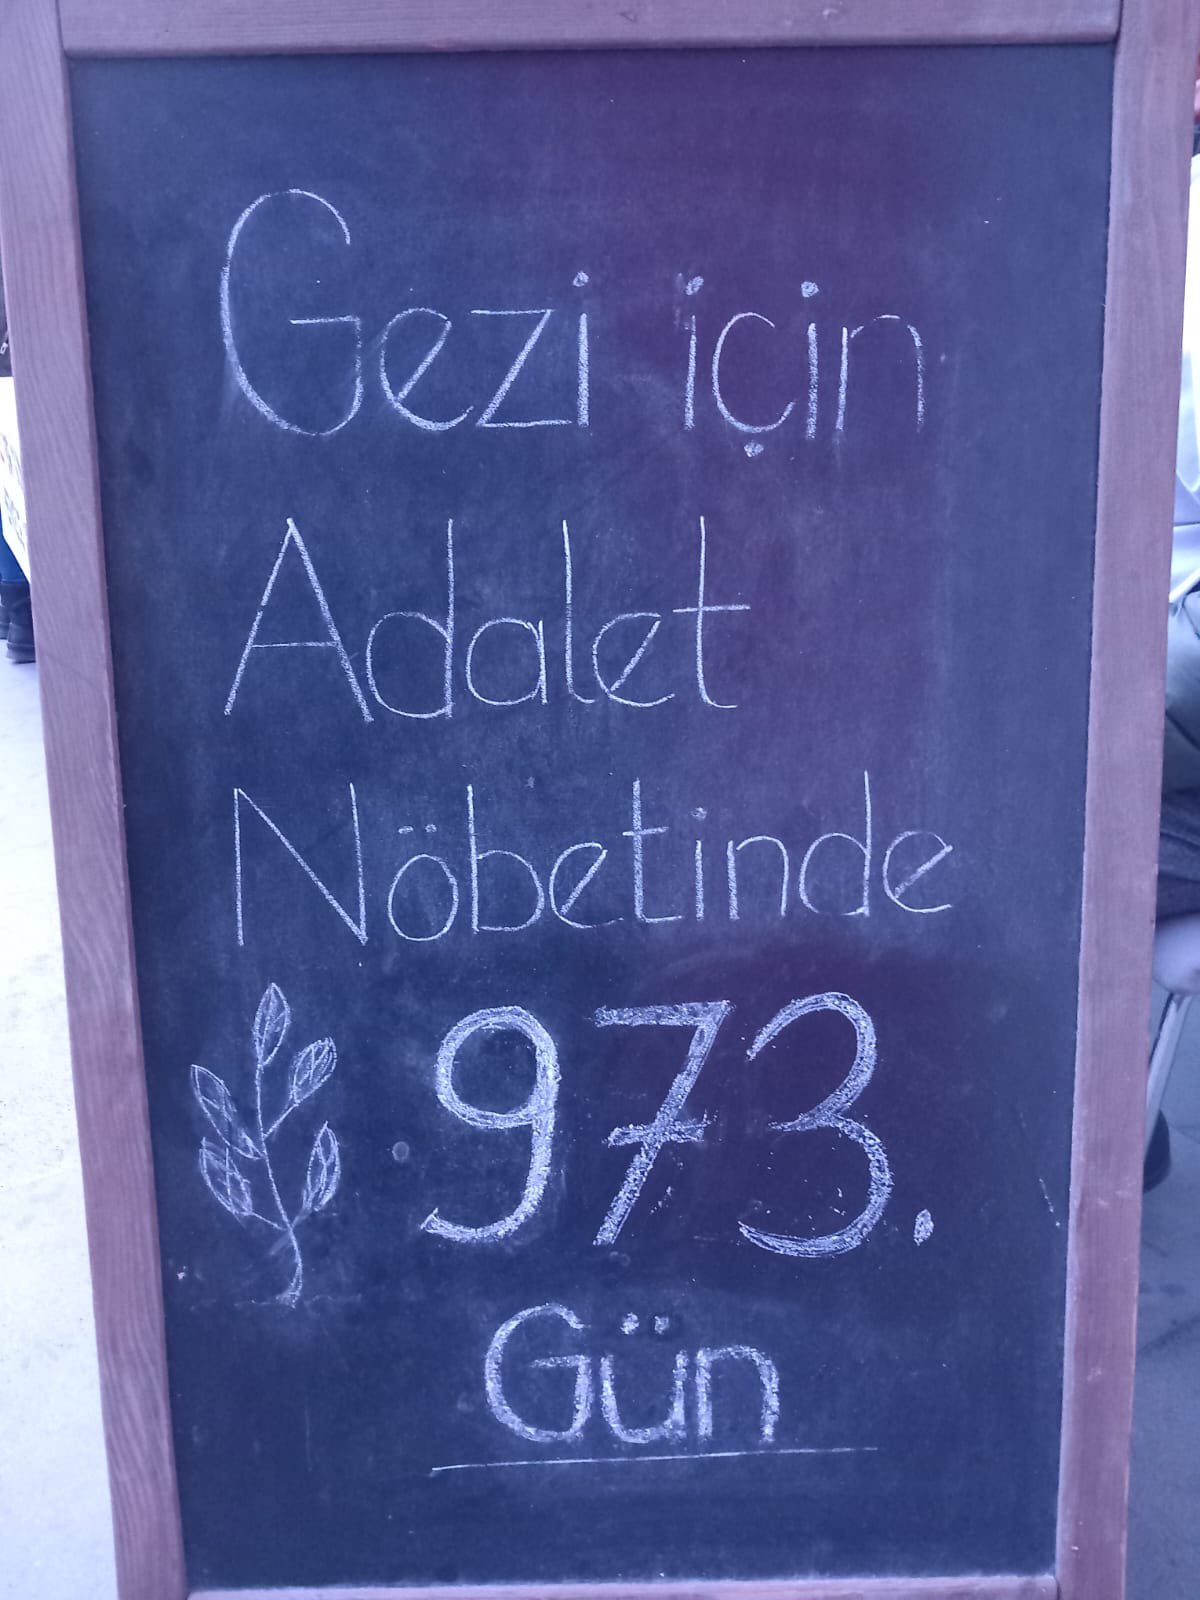 Gezi için
Adalet
Nöbetinde
973.
Gün